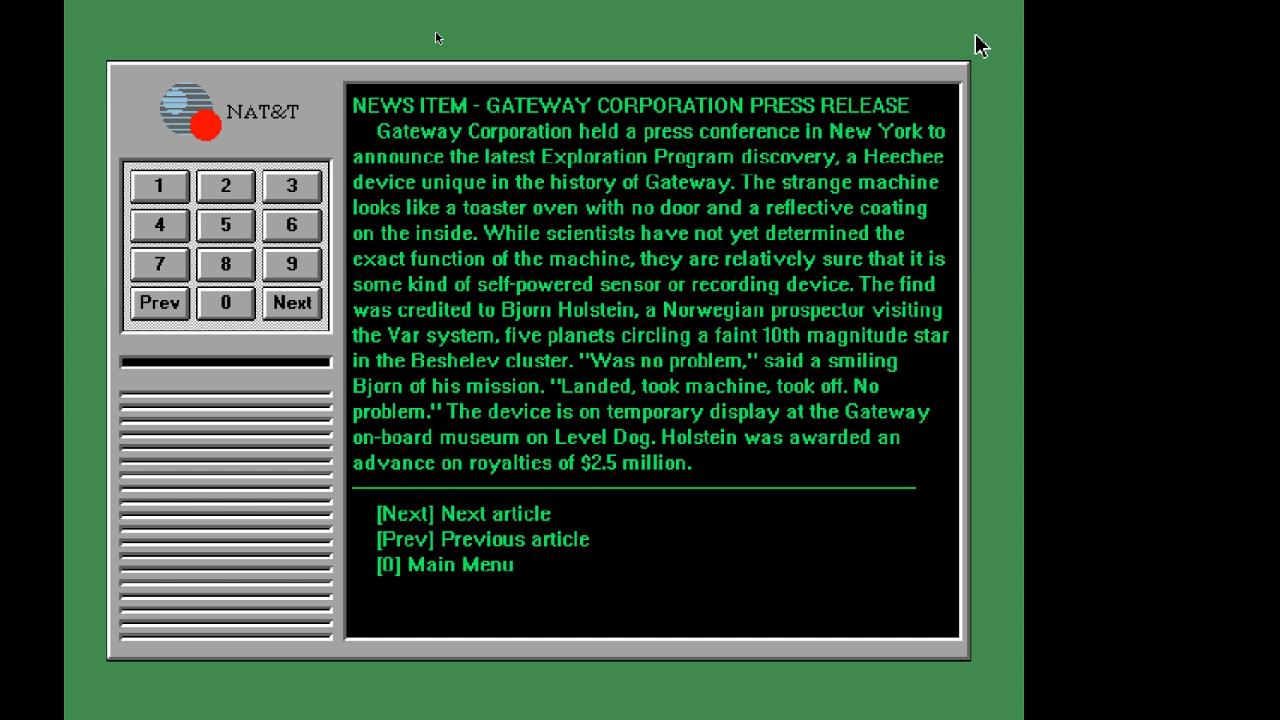 NAT&T
1 2 3
4 5 6
7 8 9
Prev 0 Next
NEWS ITEM - GATEWAY CORPORATION PRESS RELEASE
Gateway Corporation held a press conference in New York to
announce the latest Exploration Program discovery, a Heechee
device unique in the history of Gateway. The strange machine
looks like a toaster oven with no door and a reflective coating
on the inside. While scientists have not yet determined the
exact function of the machine, they are relatively sure that it is
some kind of self-powered sensor or recording device. The find
was credited to Bjorn Holstein, a Norwegian prospector visiting
the Var system, five planets circling a faint 10th magnitude star
in the Beshelev cluster. "Was no problem," said a smiling
Bjorn of his mission. "Landed, took machine, took off. No
problem." The device is on temporary display at the Gateway
on-board museum on Level Dog. Holstein was awarded an
advance on royalties of $2.5 million.
[Next] Next article
[Prev] Previous article
[0] Main Menu